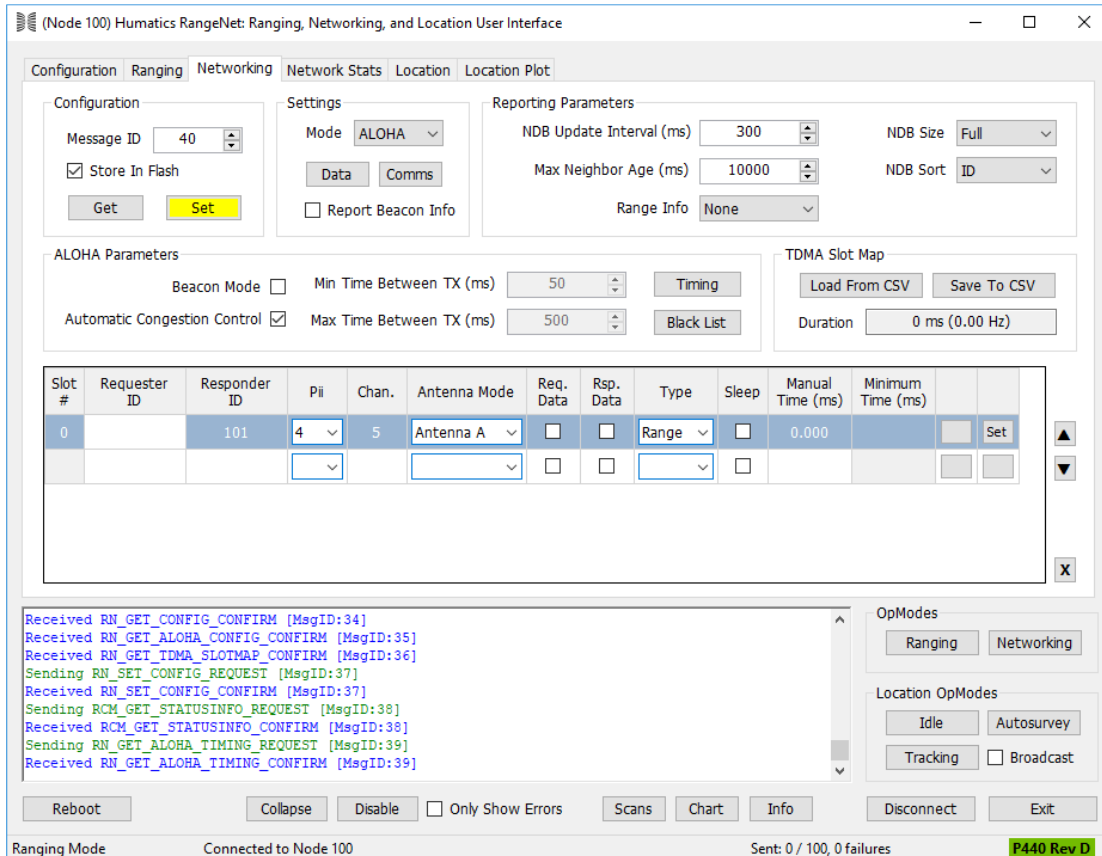 (Node 100) Humatics RangeNet: Ranging, Networking, and Location User Interface
Configuration Ranging Networking Network Stats Location Location Plot
Configuration
Message ID 40
Store In Flash
Get Set
Settings
Mode ALOHA
Data Comms
Report Beacon Info
Reporting Parameters
NDB Update Interval (ms) 300 NDB Size Full
Max Neighbor Age (ms) 10000 NDB Sort ID
Range Info None
ALOHA Parameters
Beacon Mode Min Time Between TX (ms) 50 Timing
Automatic Congestion Control Max Time Between TX (ms) 500 Black List
TDMA Slot Map
Load From CSV Save To CSV
Duration 0 ms (0.00 Hz)
Slot # Requester ID Responder ID Pii Chan. Antenna Mode Req. Data Rsp. Data Type Sleep Manual Time (ms) Minimum Time (ms)
0 101 4 5 Antenna A Range 0.000 Set
X
Received RN_GET_CONFIG_CONFIRM [MsgID:34]
Received RN_GET_ALOHA_CONFIG_CONFIRM [MsgID:35]
Received RN_GET_TDMA_SLOTMAP_CONFIRM [MsgID:36]
Sending RN_SET_CONFIG_REQUEST [MsgID:37]
Received RN_SET_CONFIG_CONFIRM [MsgID:37]
Sending RCM_GET_STATUSINFO_REQUEST [MsgID:38]
Received RCM_GET_STATUSINFO_CONFIRM [MsgID:38]
Sending RN_GET_ALOHA_TIMING_REQUEST [MsgID:39]
Received RN_GET_ALOHA_TIMING_CONFIRM [MsgID:39]
OpModes
Ranging Networking
Location OpModes
Idle Autosurvey
Tracking Broadcast
Reboot Collapse Disable Only Show Errors Scans Chart Info Disconnect Exit
Ranging Mode Connected to Node 100 Sent: 0 / 100, 0 failures P440 Rev D